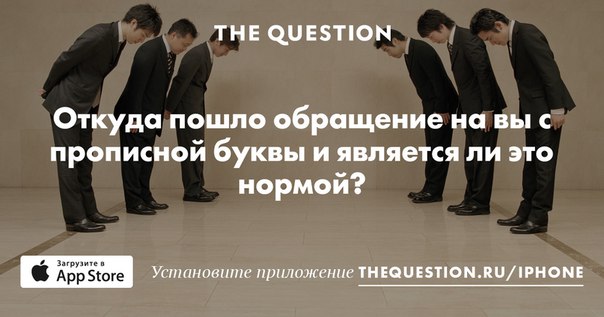 THE QUESTION
Откуда пошло обращение на вы с
прописной буквы и является ли это
нормой?
Загрузите в
App Store
Установите приложение THEQUESTION.RU/IPHONE